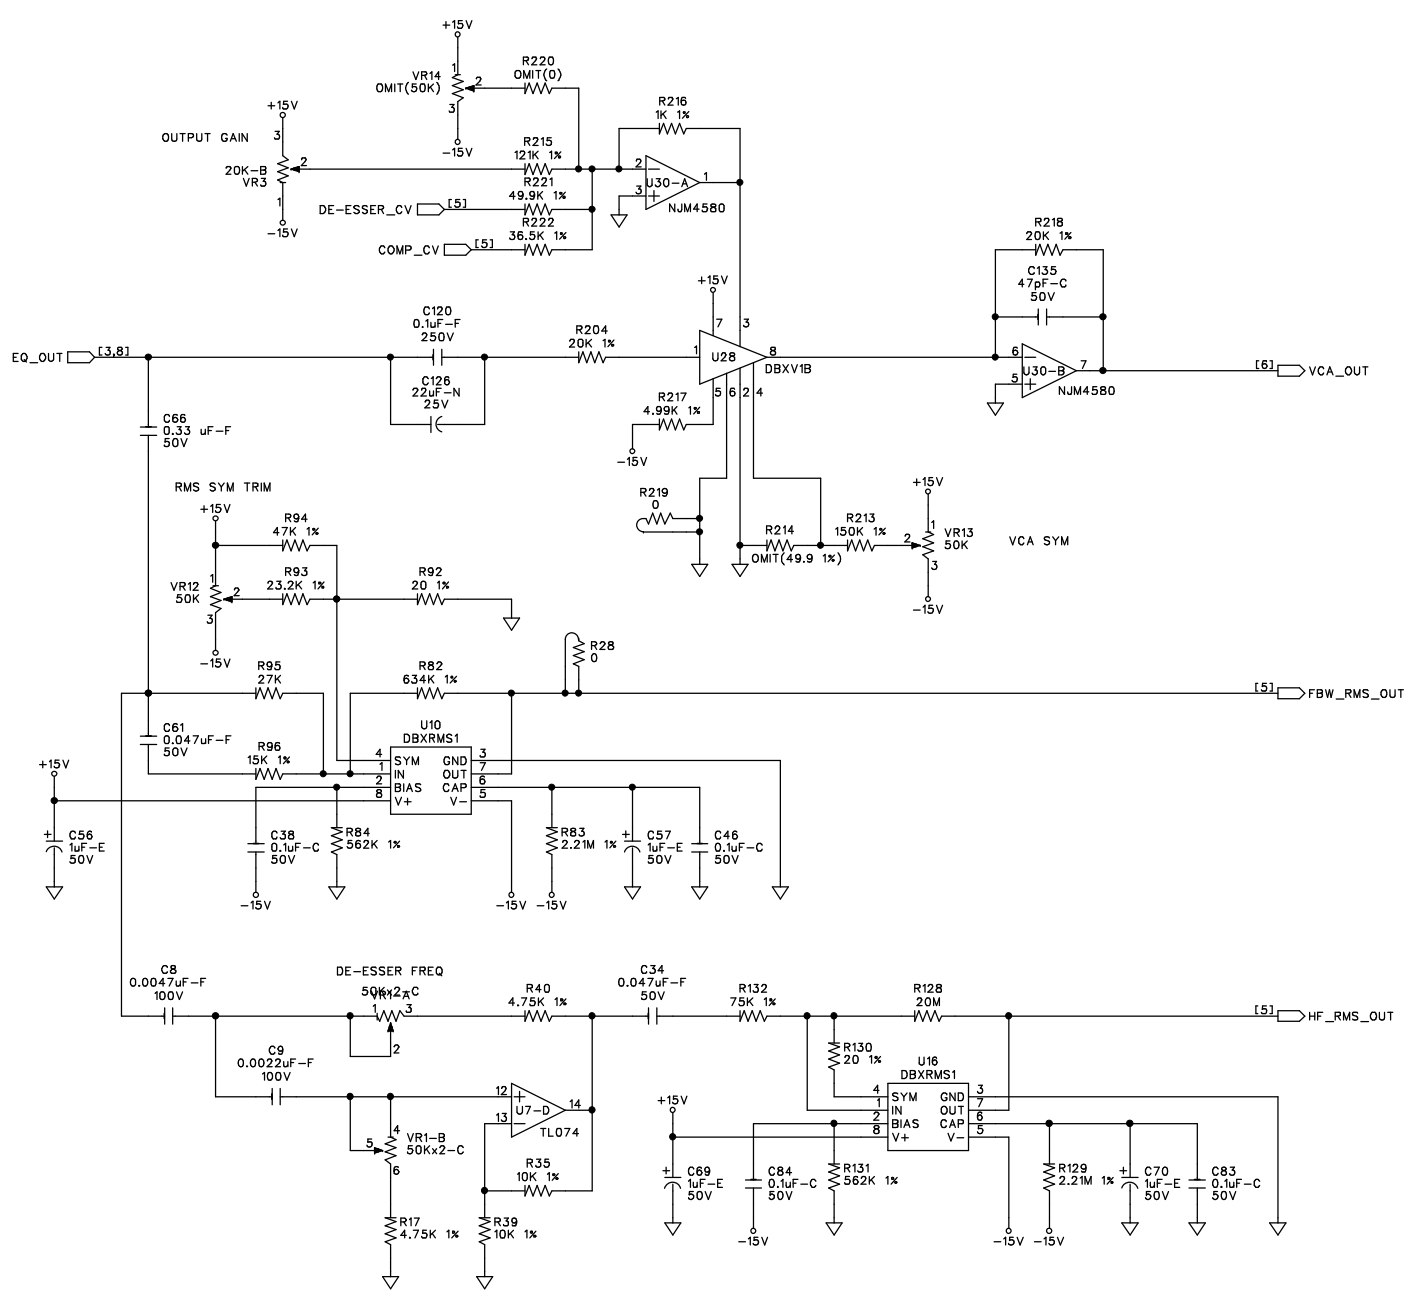 +15V
1
VR14
OMIT(50K)
2
3
-15V
R220
OMIT(0)
+15V
3
OUTPUT GAIN
20K-B
VR3
2
1
-15V
R215
121K 1%
R221
49.9K 1%
R222
36.5K 1%
DE-ESSER_CV
[5]
COMP_CV
[5]
R216
1K 1%
2
3
U30-A
1
NJM4580
R218
20K 1%
C135
47pF-C
50V
EQ_OUT
[3,8]
C120
0.1uF-F
250V
C126
22uF-N
25V
R204
20K 1%
+15V
7
3
1
U28
8
DBXV1B
5
6
2
4
R217
4.99K 1%
-15V
6
5
U30-B
7
NJM4580
[6]
VCA_OUT
C66
0.33 uF-F
50V
RMS SYM TRIM
+15V
R94
47K 1%
1
VR12
50K
2
3
-15V
R93
23.2K 1%
R92
20 1%
R219
0
R214
OMIT(49.9 1%)
R213
150K 1%
+15V
1
2
VR13
50K
3
-15V
VCA SYM
R28
0
R95
27K
R82
634K 1%
[5]
FBW_RMS_OUT
C61
0.047uF-F
50V
R96
15K 1%
U10
DBXRMS1
4
SYM
GND
3
1
IN
OUT
7
2
BIAS
CAP
6
8
V+
V-
5
+15V
+
C56
1uF-E
50V
C38
0.1uF-C
50V
-15V
R84
562K 1%
-15V
R83
2.21M 1%
-15V
+
C57
1uF-E
50V
C46
0.1uF-C
50V
C8
0.0047uF-F
100V
DE-ESSER FREQ
50Kx2-C
VR1-A
1
3
2
R40
4.75K 1%
C34
0.047uF-F
50V
R132
75K 1%
R128
20M
[5]
HF_RMS_OUT
C9
0.0022uF-F
100V
R130
20 1%
U16
DBXRMS1
12
13
U7-D
14
TL074
4
5
6
VR1-B
50Kx2-C
R35
10K 1%
R17
4.75K 1%
R39
10K 1%
+15V
4
SYM
GND
3
1
IN
OUT
7
2
BIAS
CAP
6
8
V+
V-
5
+
C69
1uF-E
50V
C84
0.1uF-C
50V
-15V
R131
562K 1%
-15V
R129
2.21M 1%
-15V
+
C70
1uF-E
50V
C83
0.1uF-C
50V